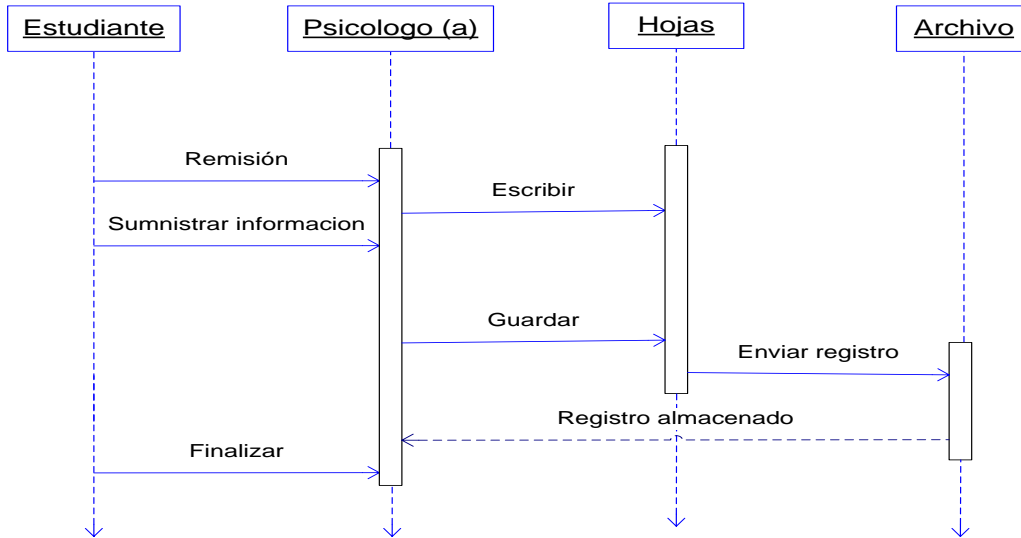 Estudiante
Psicologo (a)
Hojas
Archivo
Remisión
Escribir
Sumnistrar informacion
Guardar
Enviar registro
Registro almacenado
Finalizar